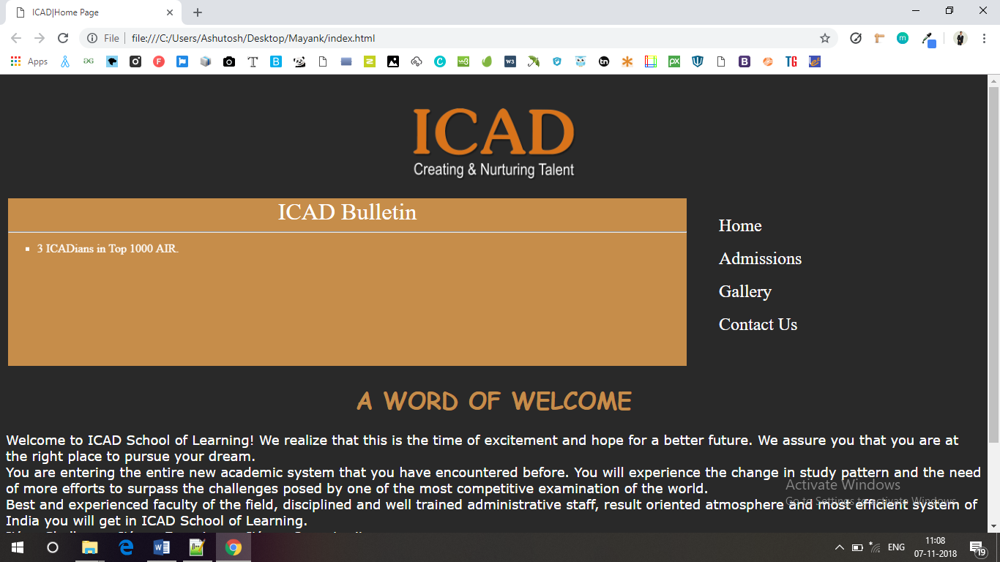 ICAD|Home Page
File
file:///C:/Users/Ashutosh/Desktop/Mayank/index.html
Apps
ICAD
Creating & Nurturing Talent
ICAD Bulletin
3 ICADians in Top 1000 AIR.
Home
Admissions
Gallery
Contact Us
A WORD OF WELCOME
Welcome to ICAD School of Learning! We realize that this is the time of excitement and hope for a better future. We assure you that you are at
the right place to pursue your dream.
You are entering the entire new academic system that you have encountered before. You will experience the change in study pattern and the need
of more efforts to surpass the challenges posed by one of the most competitive examination of the world.
Best and experienced faculty of the field, disciplined and well trained administrative staff, result oriented atmosphere and most efficient system of
India you will get in ICAD School of Learning.
Activate Windows
Go to Settings to activate Windows.
ENG
11:08
07-11-2018
19